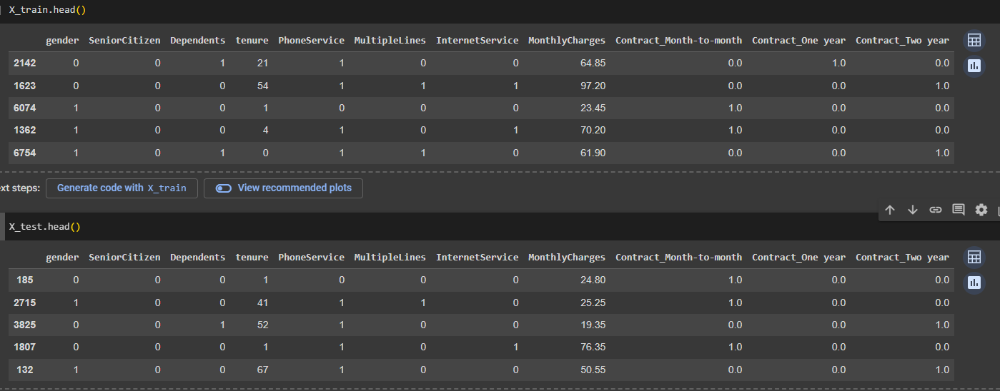 X_train.head()
gender SeniorCitizen Dependents tenure PhoneService MultipleLines InternetService MonthlyCharges Contract_Month-to-month Contract_One year Contract_Two year
2142 0 0 1 21 1 0 0 64.85 0.0 1.0 0.0
1623 0 0 0 54 1 1 1 97.20 0.0 0.0 1.0
6074 1 0 0 1 0 0 0 23.45 1.0 0.0 0.0
1362 1 0 0 4 1 0 1 70.20 1.0 0.0 0.0
6754 1 0 1 0 1 1 0 61.90 0.0 0.0 1.0
ext steps: Generate code with X_train View recommended plots
X_test.head()
gender SeniorCitizen Dependents tenure PhoneService MultipleLines InternetService MonthlyCharges Contract_Month-to-month Contract_One year Contract_Two year
185 0 0 0 1 0 0 0 24.80 1.0 0.0 0.0
2715 1 0 0 41 1 1 0 25.25 1.0 0.0 0.0
3825 0 0 1 52 1 0 0 19.35 0.0 0.0 1.0
1807 0 0 0 1 1 0 1 76.35 1.0 0.0 0.0
132 1 0 0 67 1 0 0 50.55 0.0 0.0 1.0